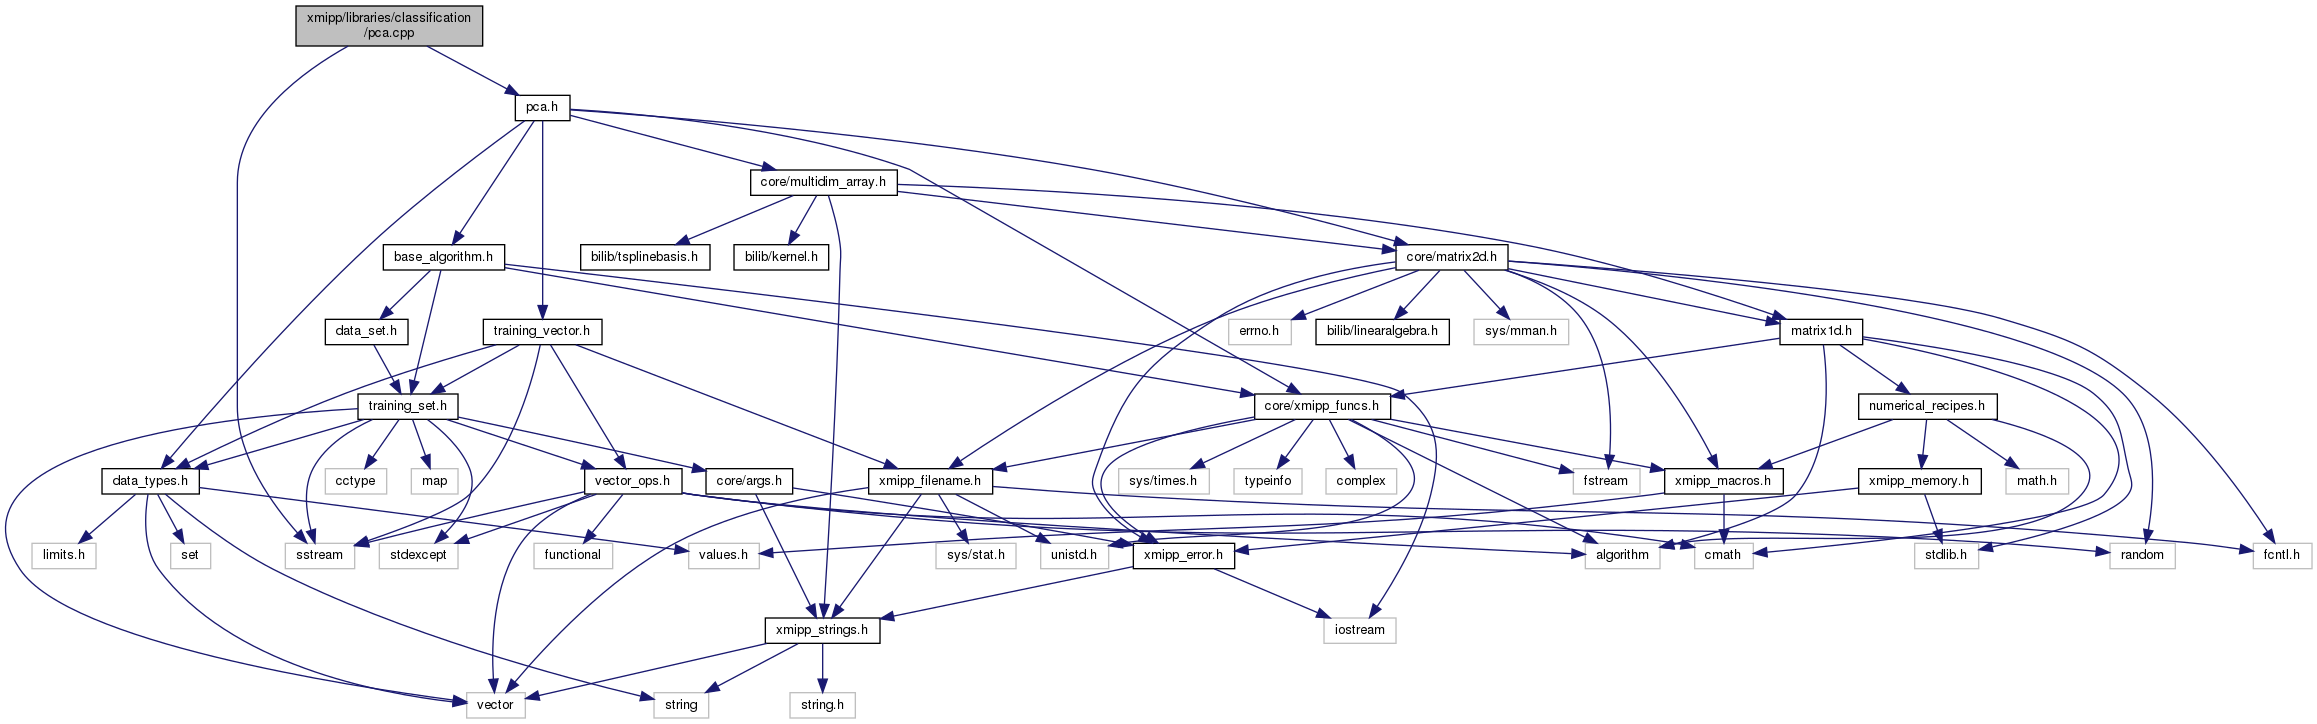 xmipp/libraries/classification
/pca.cpp
pca.h
core/multidim_array.h
base_algorithm.h
bilib/tsplinebasis.h
bilib/kernel.h
core/matrix2d.h
data_set.h
training_vector.h
errno.h
bilib/linearalgebra.h
sys/mman.h
matrix1d.h
training_set.h
core/xmipp_funcs.h
numerical_recipes.h
data_types.h
cctype
map
vector_ops.h
core/args.h
xmipp_filename.h
sys/times.h
typeinfo
complex
fstream
xmipp_macros.h
xmipp_memory.h
math.h
limits.h
set
sstream
stdexcept
functional
values.h
sys/stat.h
unistd.h
xmipp_error.h
algorithm
cmath
stdlib.h
random
fcntl.h
xmipp_strings.h
iostream
vector
string
string.h